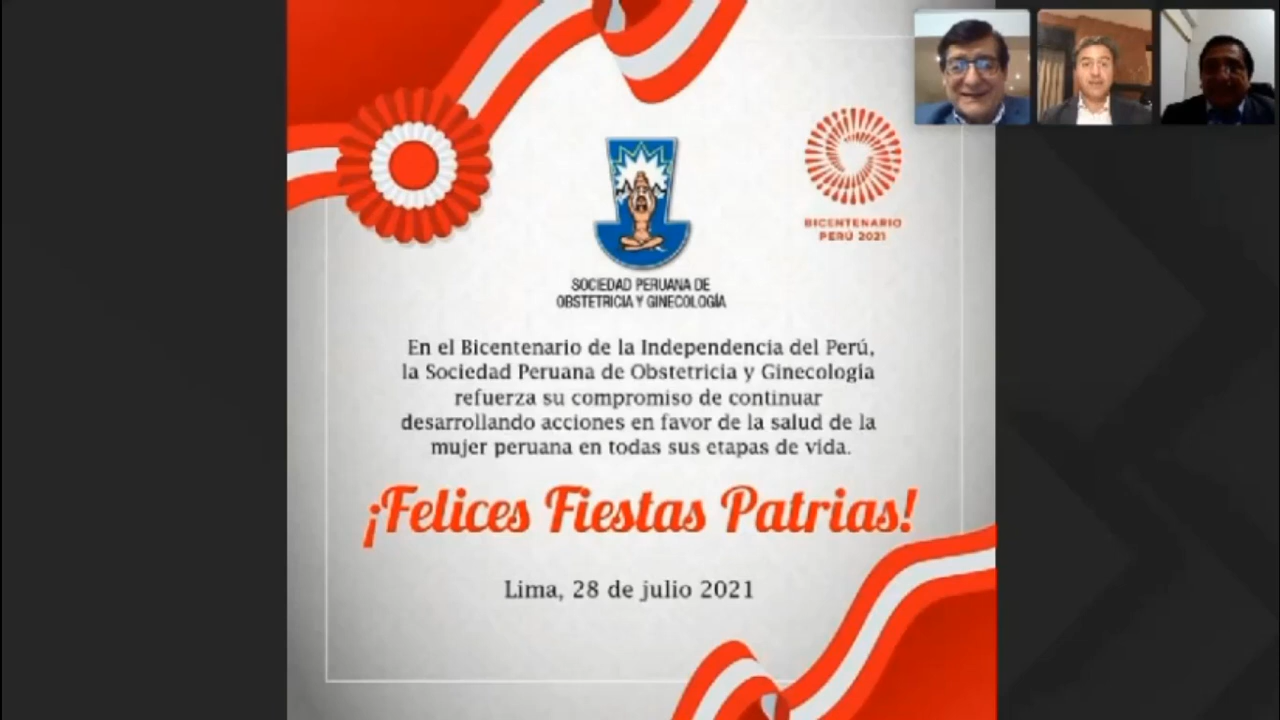 BICENTENARIO
PERÚ 2021
SOCIEDAD PERUANA DE
OBSTETRICIA Y GINECOLOGÍA
En el Bicentenario de la Independencia del Perú,
la Sociedad Peruana de Obstetricia y Ginecología
refuerza su compromiso de continuar
desarrollando acciones en favor de la salud de la
mujer peruana en todas sus etapas de vida.
¡Felices Fiestas Patrias!
Lima, 28 de julio 2021